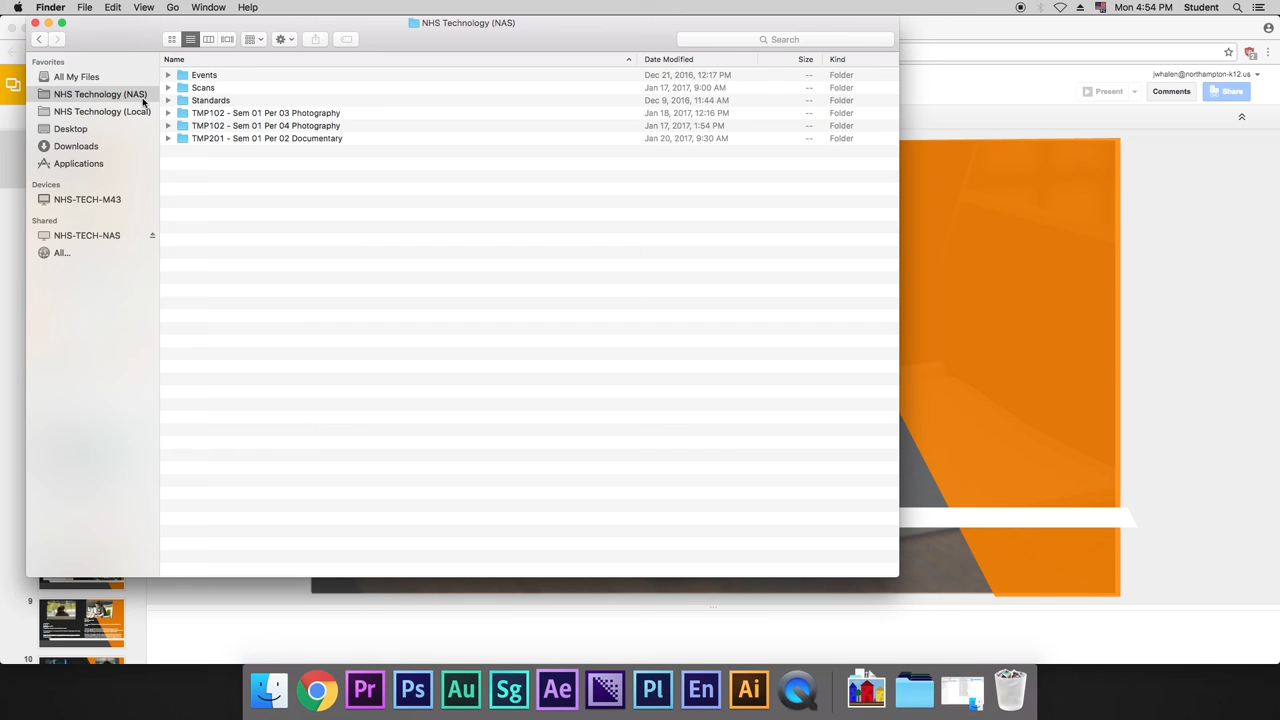 Finder File Edit View Go Window Help Mon 4:54 PM Student
NHS Technology (NAS)
Search
Favorites
All My Files
NHS Technology (NAS)
NHS Technology (Local)
Desktop
Downloads
Applications
Devices
NHS-TECH-M43
Shared
NHS-TECH-NAS
All...
Name Date Modified Size Kind
Events Dec 21, 2016, 12:17 PM -- Folder
Scans Jan 17, 2017, 9:00 AM -- Folder
Standards Dec 9, 2016, 11:44 AM -- Folder
TMP102 - Sem 01 Per 03 Photography Jan 18, 2017, 12:16 PM -- Folder
TMP102 - Sem 01 Per 04 Photography Jan 17, 2017, 1:54 PM -- Folder
TMP201 - Sem 01 Per 02 Documentary Jan 20, 2017, 9:30 AM -- Folder
jwhalen@northampton-k12.us
Present Comments Share
9
10
Pr Ps Au Sg Ae Pl En Ai